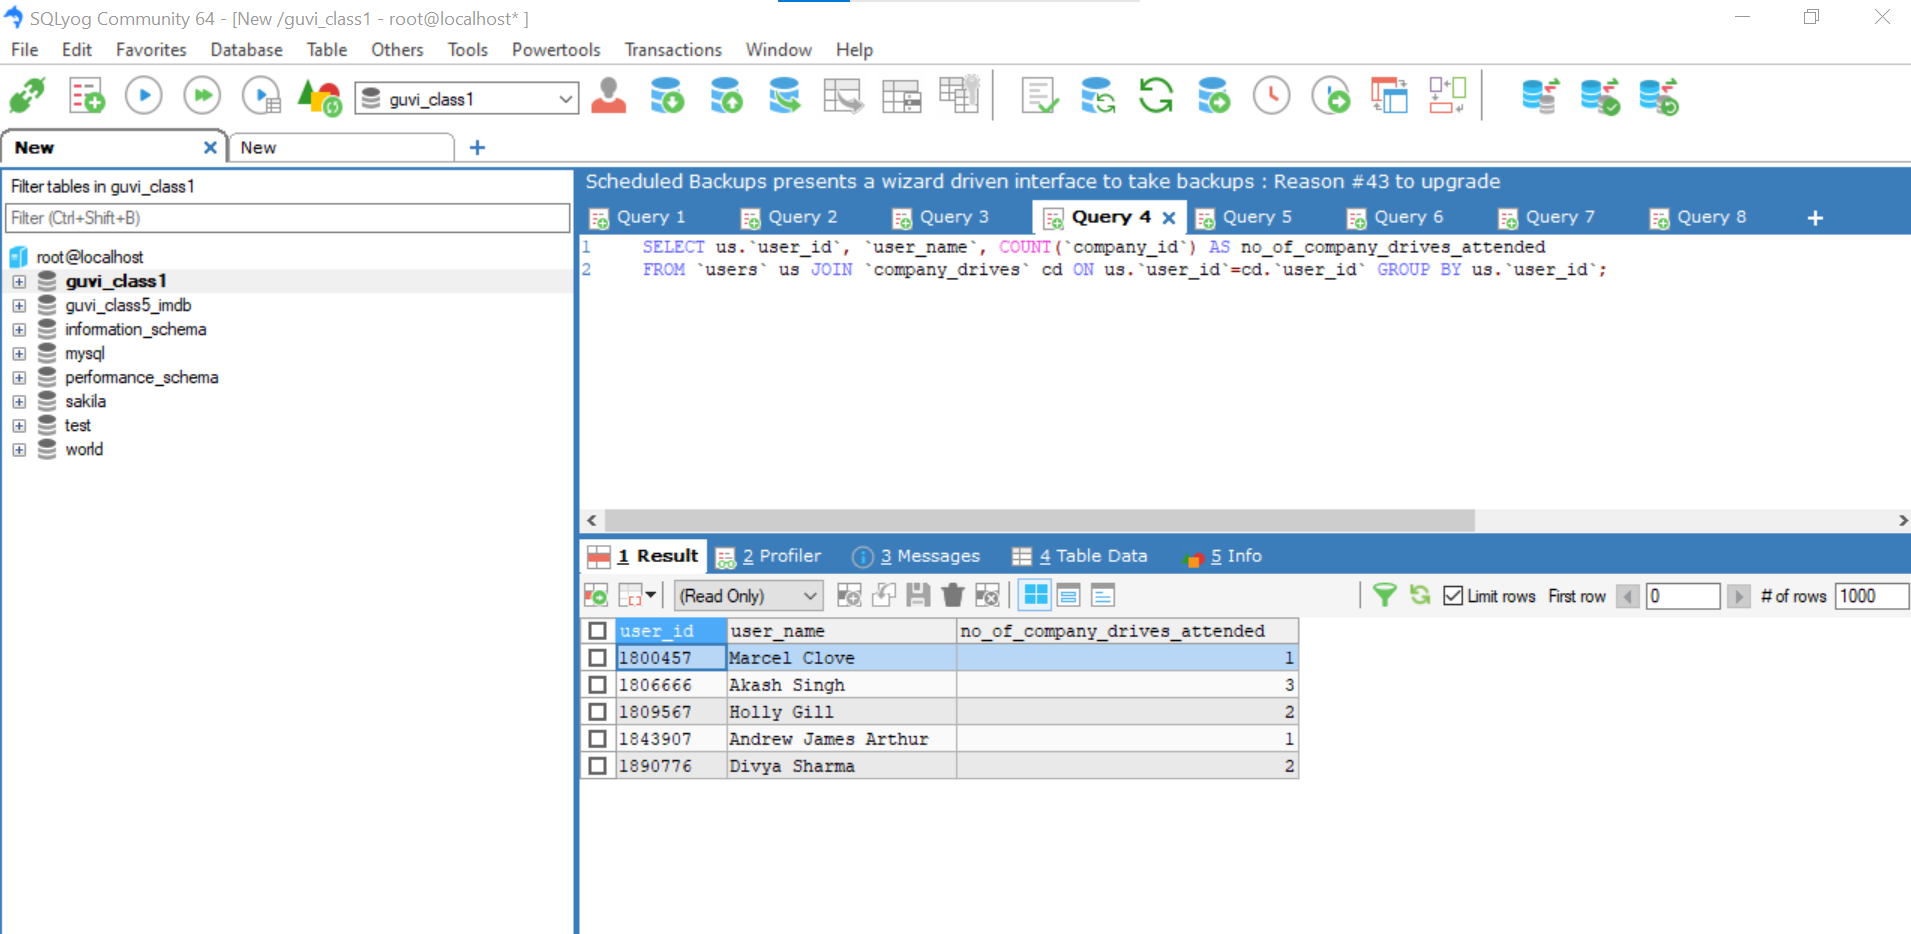 SQLyog Community 64 - [New /guvi_class1 - root@localhost* ]
File Edit Favorites Database Table Others Tools Powertools Transactions Window Help
guvi_class1
New New
Filter tables in guvi_class1
Filter (Ctrl+Shift+B)
root@localhost
guvi_class1
guvi_class5_imdb
information_schema
mysql
performance_schema
sakila
test
world
Scheduled Backups presents a wizard driven interface to take backups : Reason #43 to upgrade
Query 1 Query 2 Query 3 Query 4 Query 5 Query 6 Query 7 Query 8
1 SELECT us.`user_id`, `user_name`, COUNT(`company_id`) AS no_of_company_drives_attended
2 FROM `users` us JOIN `company_drives` cd ON us.`user_id`=cd.`user_id` GROUP BY us.`user_id`;
1 Result 2 Profiler 3 Messages 4 Table Data 5 Info
(Read Only) Limit rows First row 0 # of rows 1000
user_id user_name no_of_company_drives_attended
1800457 Marcel Clove 1
1806666 Akash Singh 3
1809567 Holly Gill 2
1843907 Andrew James Arthur 1
1890776 Divya Sharma 2